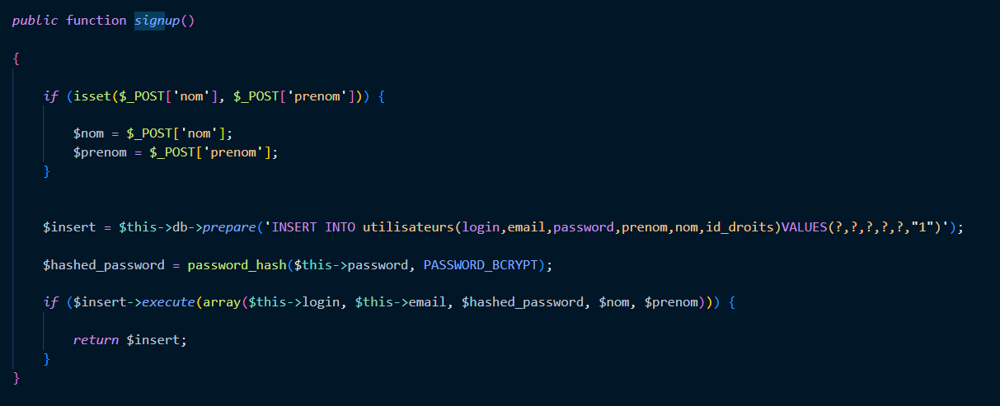 public function signup()
{
if (isset($_POST['nom'], $_POST['prenom'])) {
$nom = $_POST['nom'];
$prenom = $_POST['prenom'];
}
$insert = $this->db->prepare('INSERT INTO utilisateurs(login,email,password,prenom,nom,id_droits)VALUES(?,?,?,?,?,"1")');
$hashed_password = password_hash($this->password, PASSWORD_BCRYPT);
if ($insert->execute(array($this->login, $this->email, $hashed_password, $nom, $prenom))) {
return $insert;
}
}